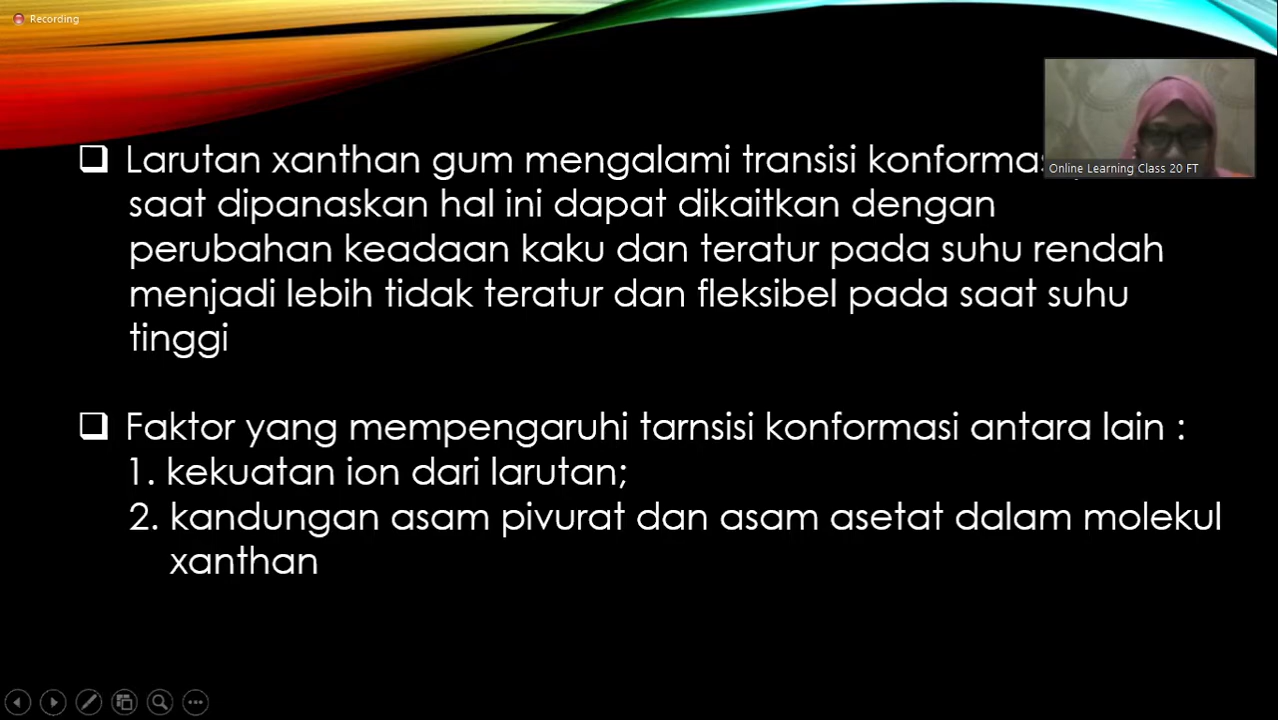 Recording
Larutan xanthan gum mengalami transisi
saat dipanaskan hal ini dapat dikaitkan dengan
perubahan keadaan kaku dan teratur pada suhu rendah
menjadi lebih tidak teratur dan fleksibel pada saat suhu
tinggi
Online Learning Class 20 FT
Faktor yang mempengaruhi tarnsisi konformasi antara lain :
1. kekuatan ion dari larutan;
2. kandungan asam pivurat dan asam asetat dalam molekul
xanthan